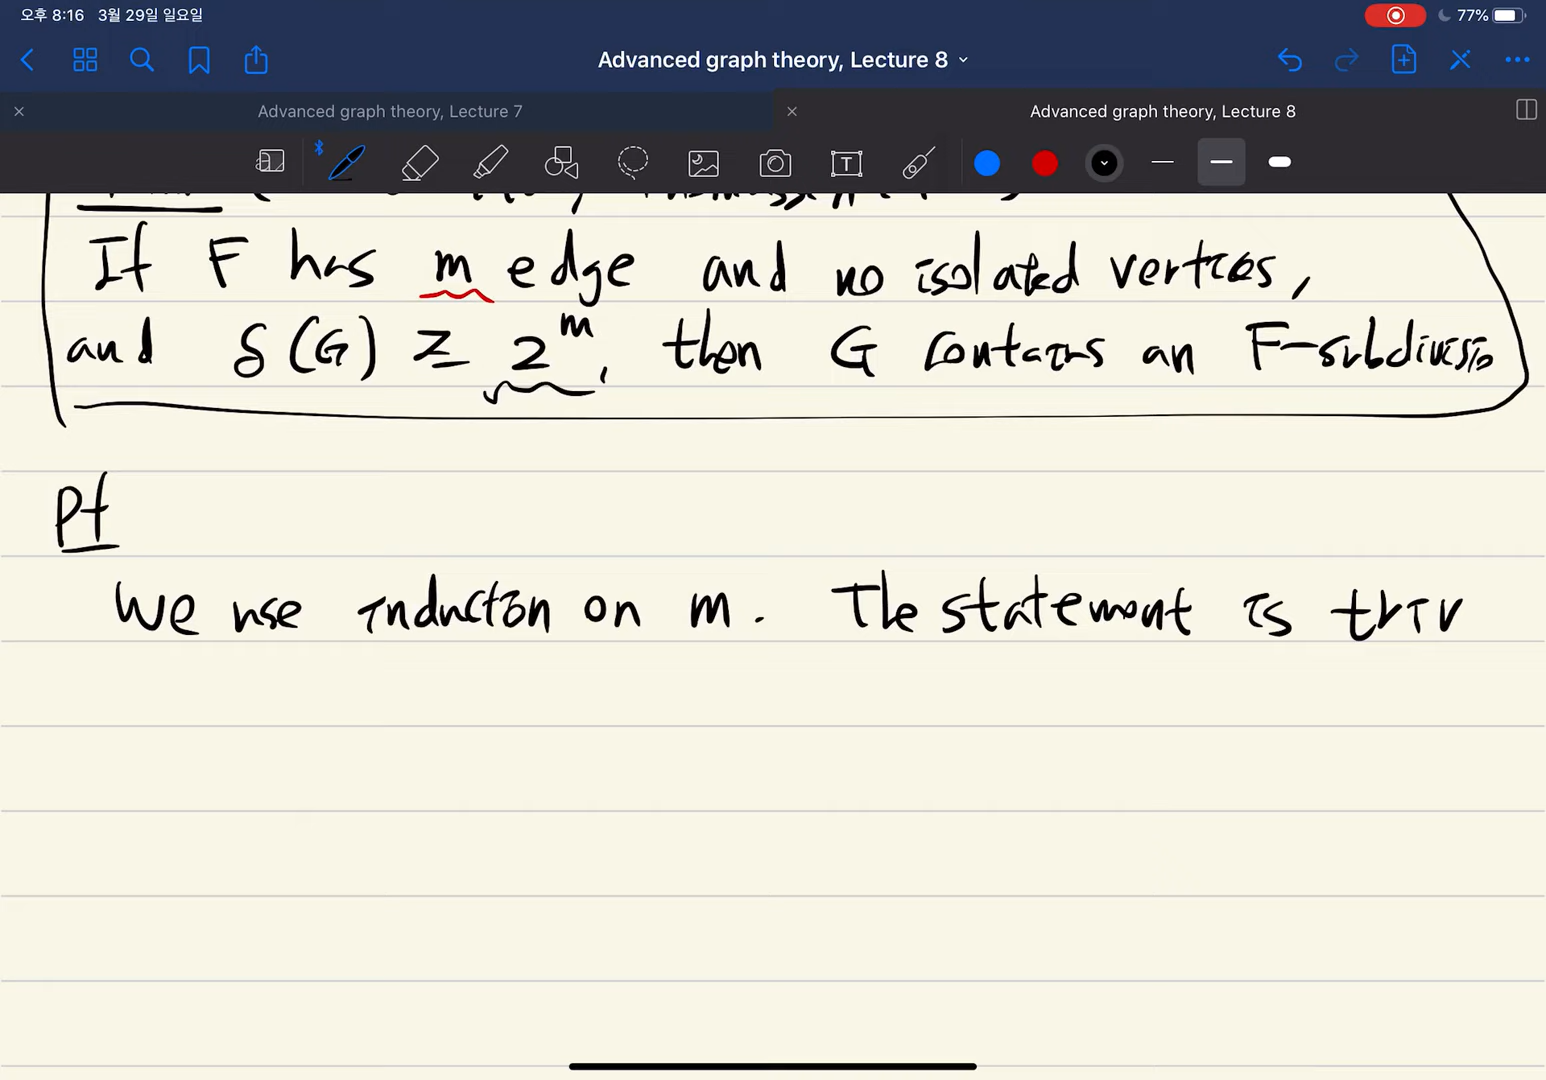 오후 8:16 3월 29일 일요일
77%
Advanced graph theory, Lecture 8
Advanced graph theory, Lecture 7
Advanced graph theory, Lecture 8
If F has m edge and no isolated vertices,
and δ(G) ≥ 2^m, then G contains an F-subdivision
Pf
We use induction on m. The statement is triv